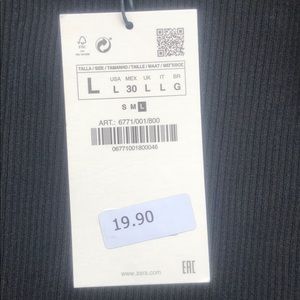 FSC
TALLA / SIZE / TAMANHO / TAILLE / MAAT / ΜΕΓΕΘΟΣ
L
USA MEX UK IT BR
L 30 L L G
S M L
ART.: 6771/001/800
06771001800046
19.90
www.zara.com
EAC